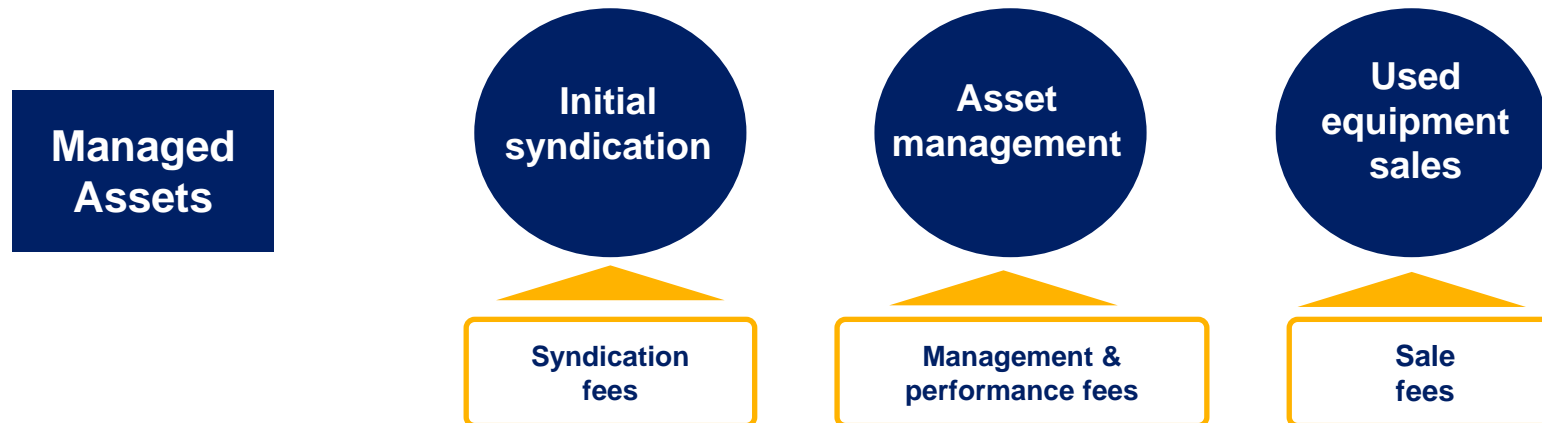 Managed
Assets
Initial
syndication
Asset
management
Used
equipment
sales
Syndication
fees
Management &
performance fees
Sale
fees